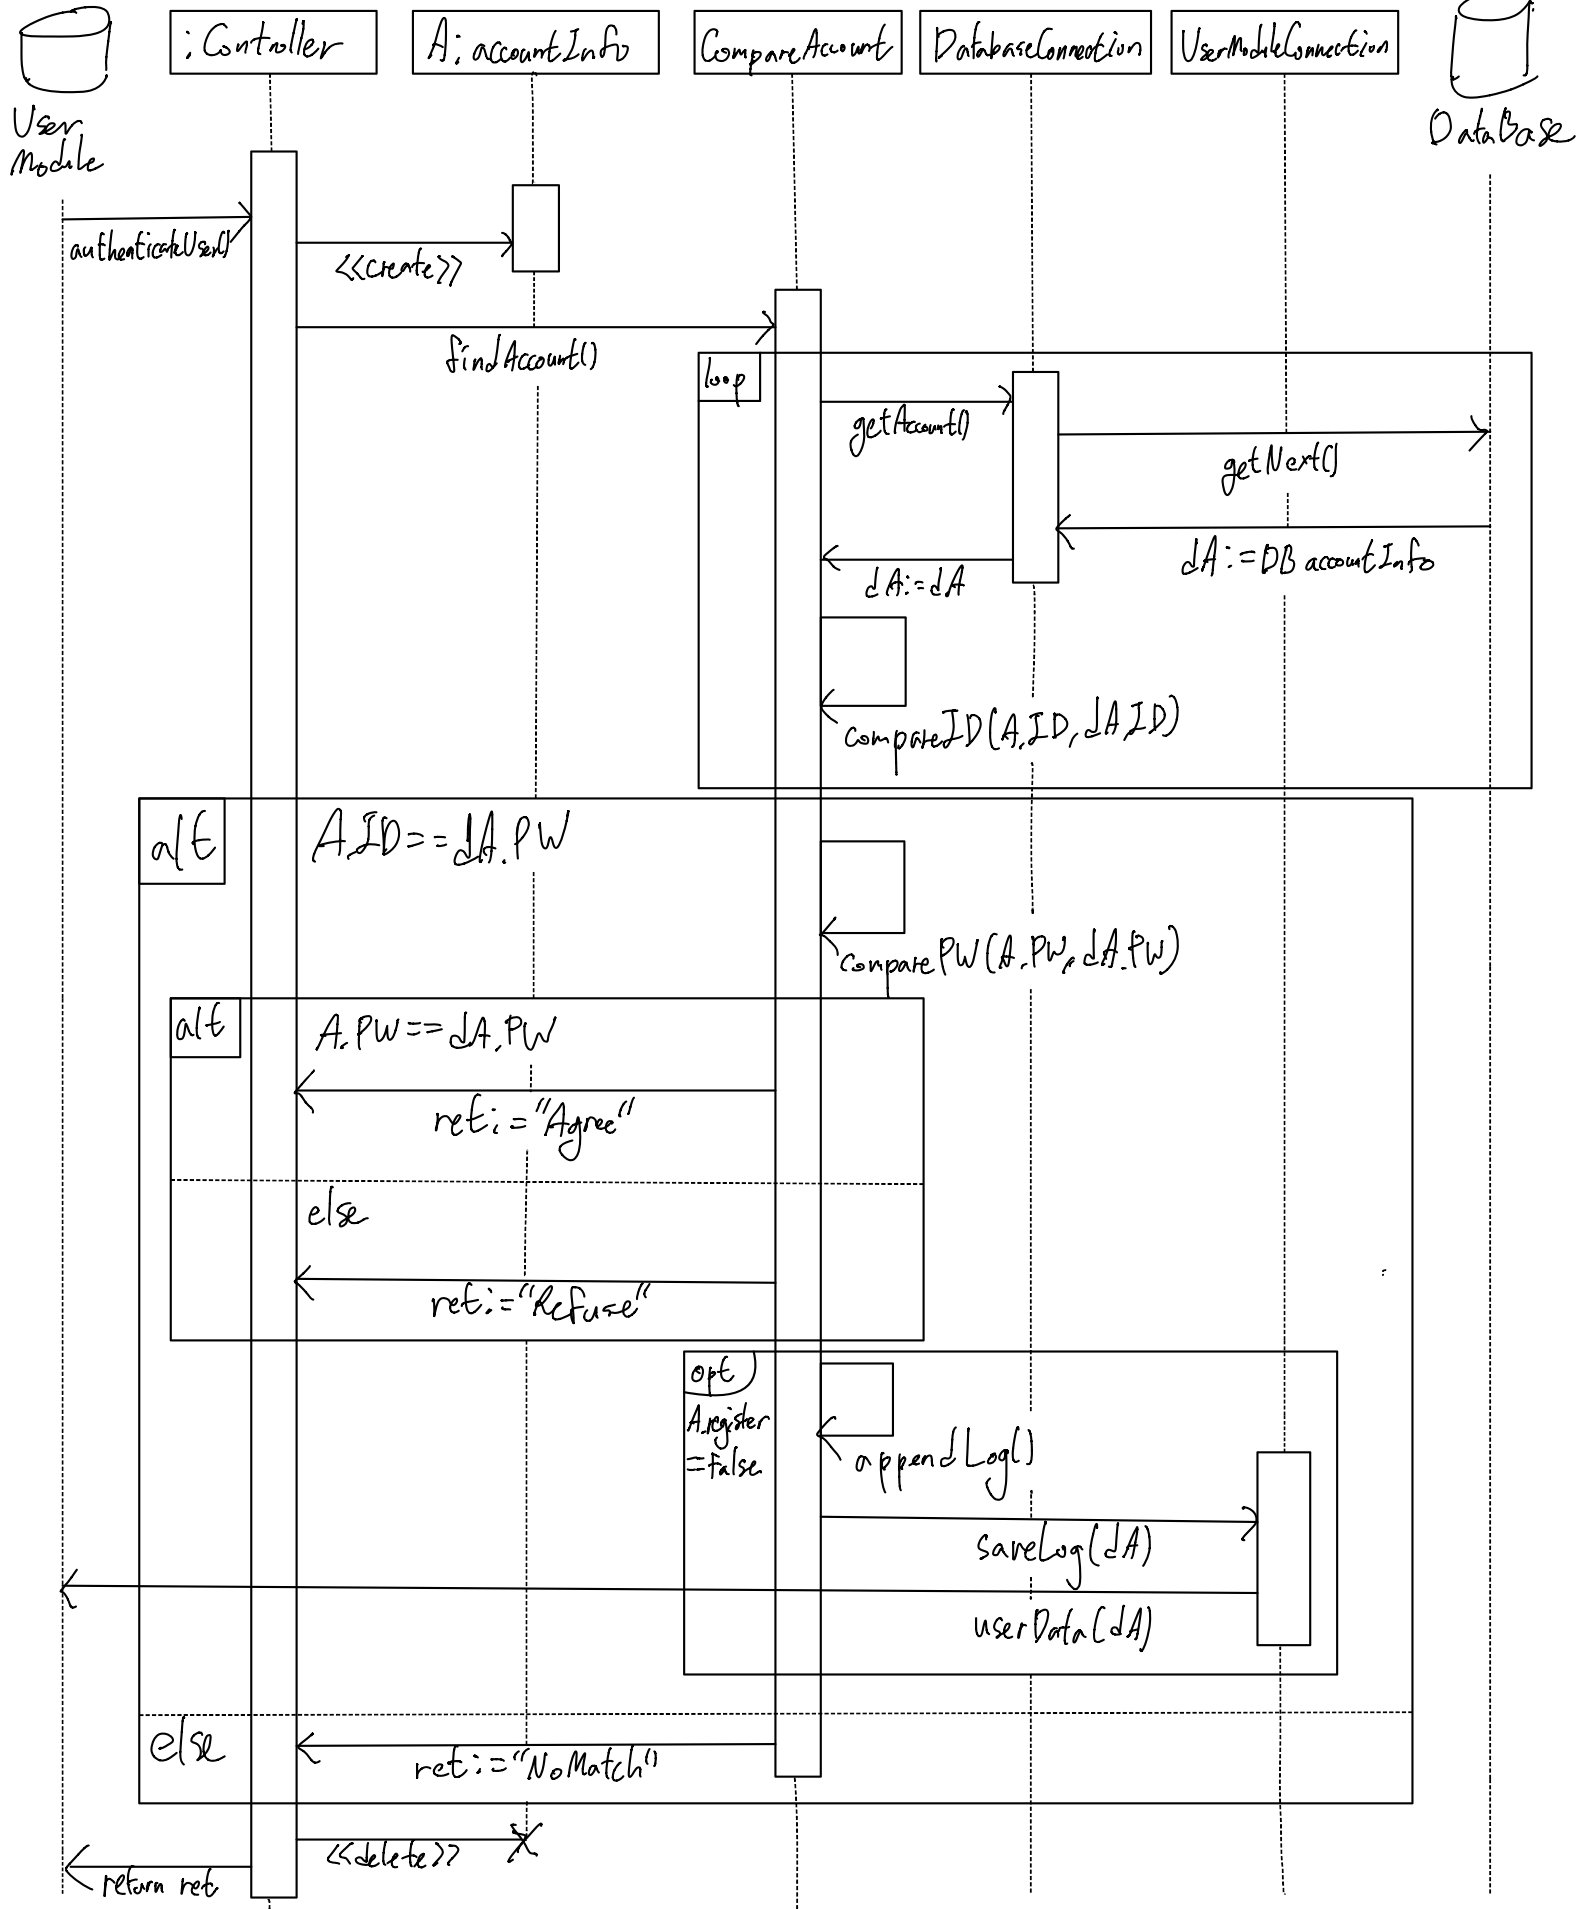 :Controller
A: accountInfo
CompareAccount
DatabaseConnection
UserModuleConnection
User
Module
DataBase
authenticateUser()
<<create>>
findAccount()
loop
getAccount()
getNext()
dA:=DB accountInfo
dA:=dA
compareID(A.ID, dA.ID)
alt
A.ID==dA.PW
comparePW(A.PW, dA.PW)
alt
A.PW==dA.PW
ret:="Agree"
else
ret:="Refuse"
opt
A.register
=false
appendLog()
saveLog(dA)
userData(dA)
else
ret:="NoMatch"
<<delete>>
return ret